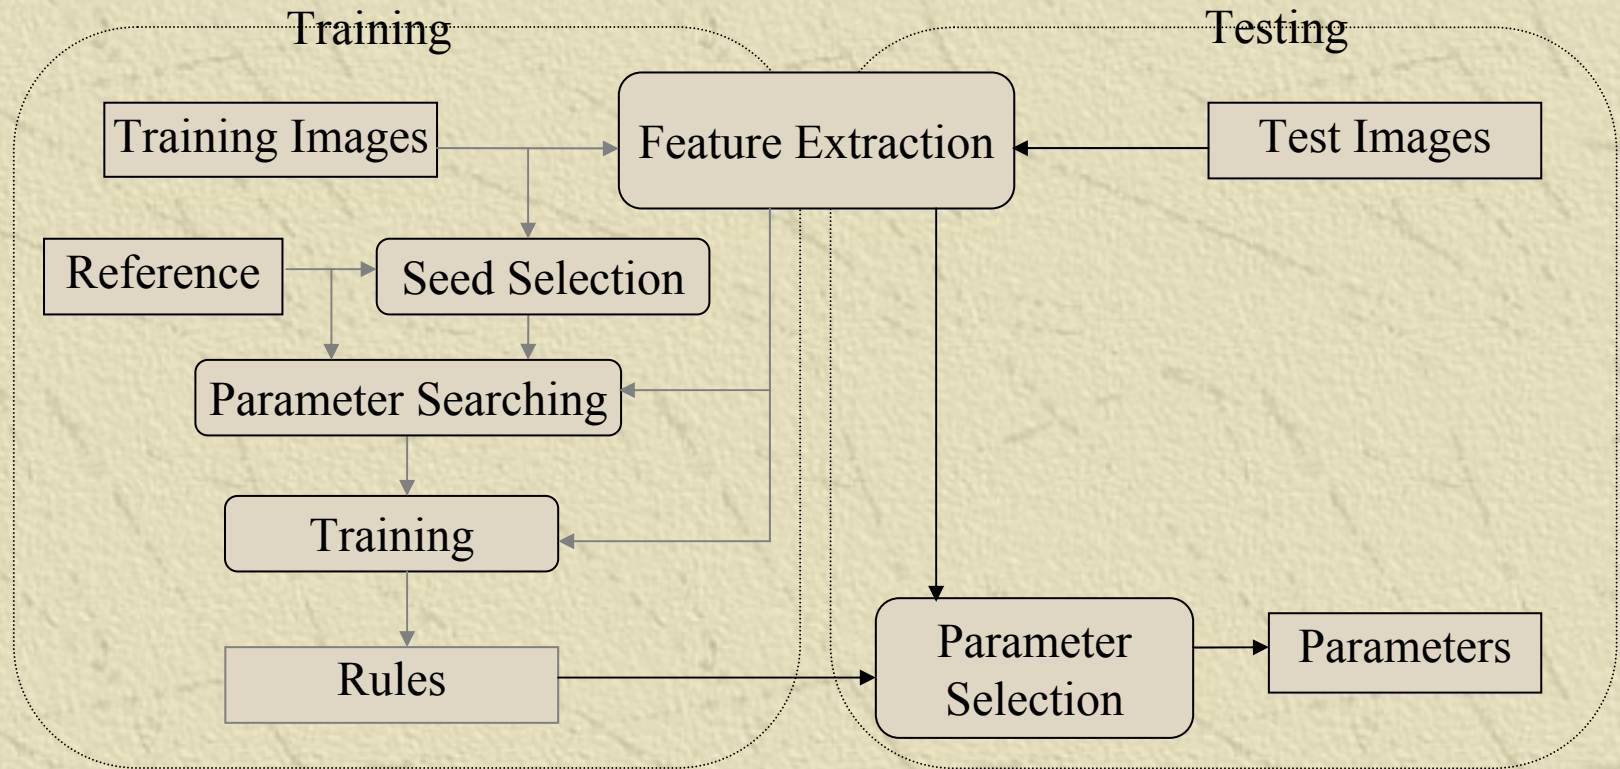 Training
Testing
Training Images
Feature Extraction
Test Images
Reference
Seed Selection
Parameter Searching
Training
Rules
Parameter
Selection
Parameters